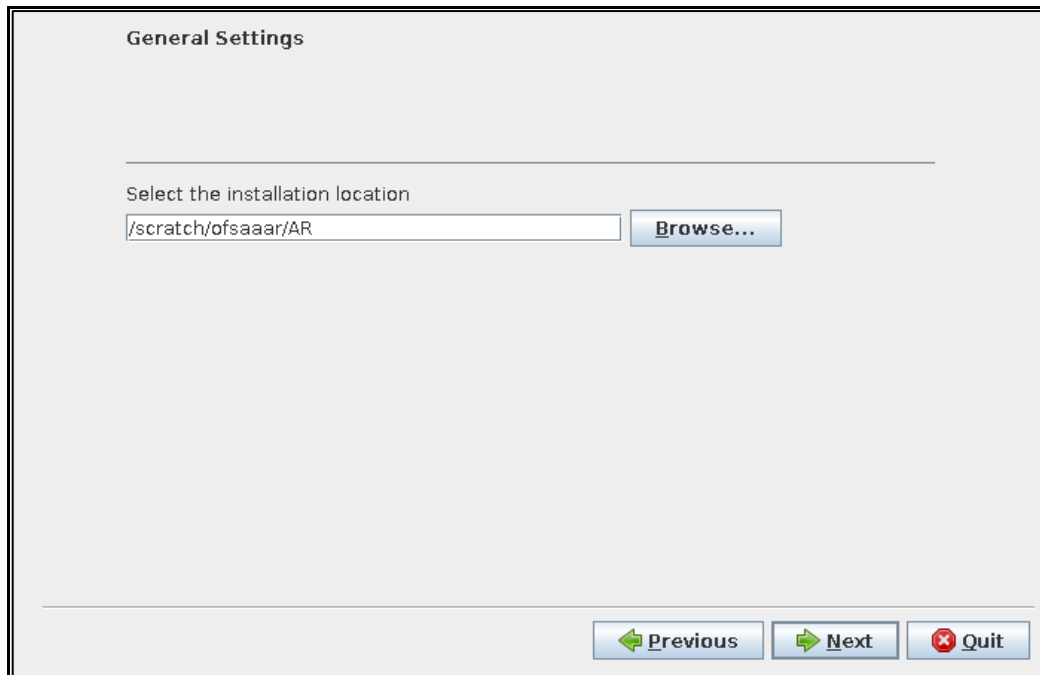 General Settings
Select the installation location
/scratch/ofsaaar/AR
Browse...
Previous
Next
Quit